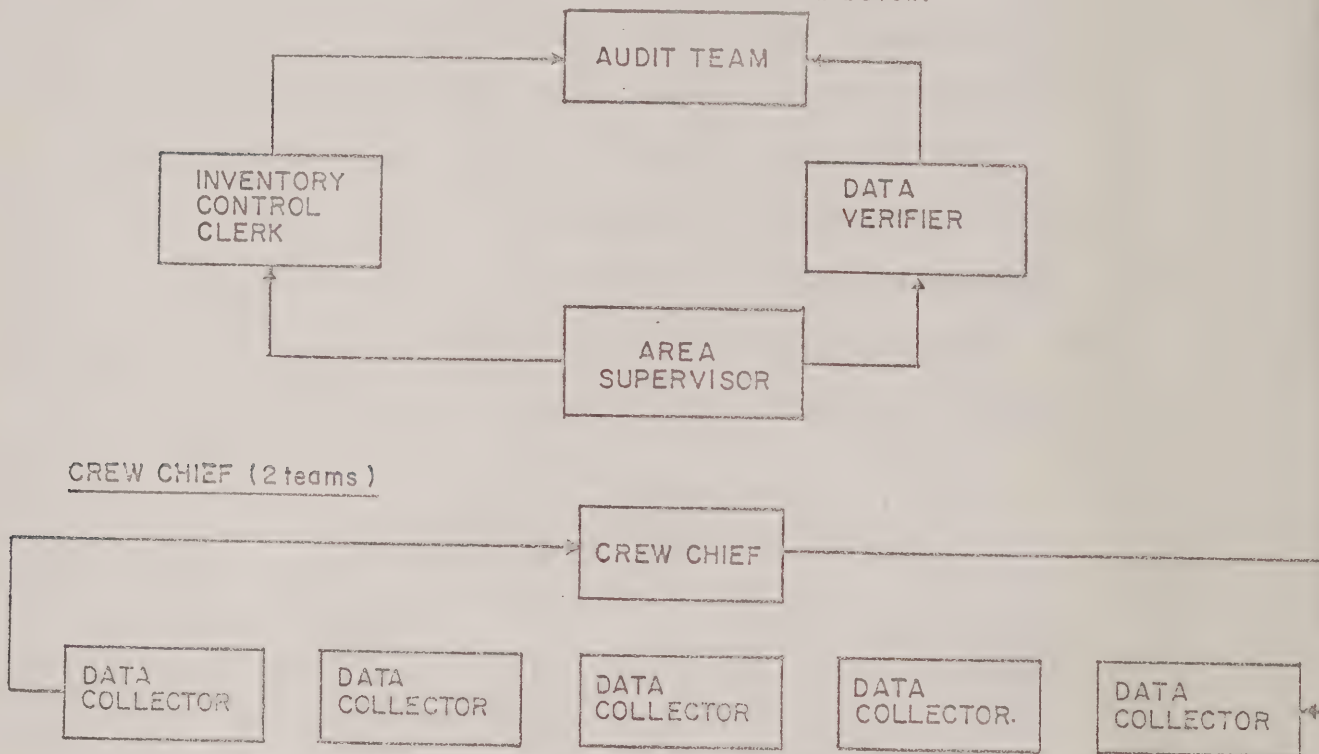 AUDIT TEAM
INVENTORY
CONTROL
CLERK
DATA
VERIFIER
AREA
SUPERVISOR
CREW CHIEF (2 teams)
CREW CHIEF
DATA
COLLECTOR
DATA
COLLECTOR
DATA
COLLECTOR
DATA
COLLECTOR.
DATA
COLLECTOR